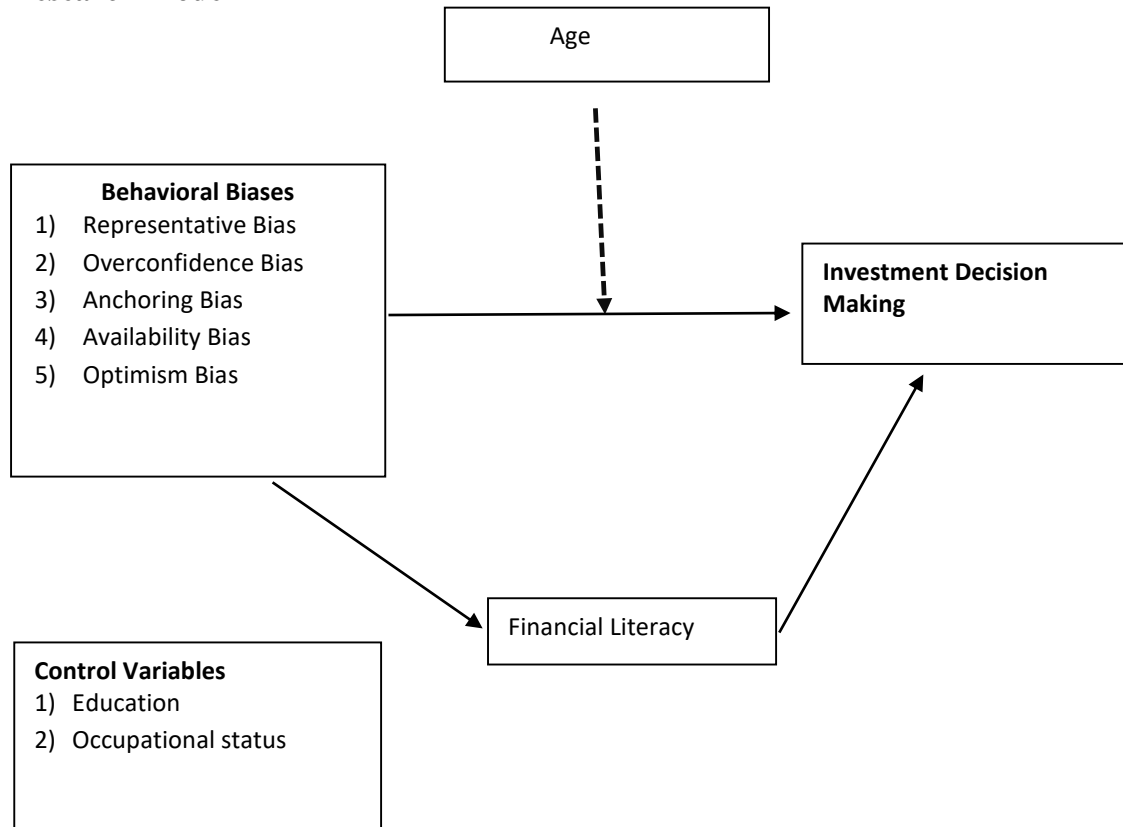 Age
Behavioral Biases
1) Representative Bias
2) Overconfidence Bias
3) Anchoring Bias
4) Availability Bias
5) Optimism Bias
Investment Decision
Making
Financial Literacy
Control Variables
1) Education
2) Occupational status